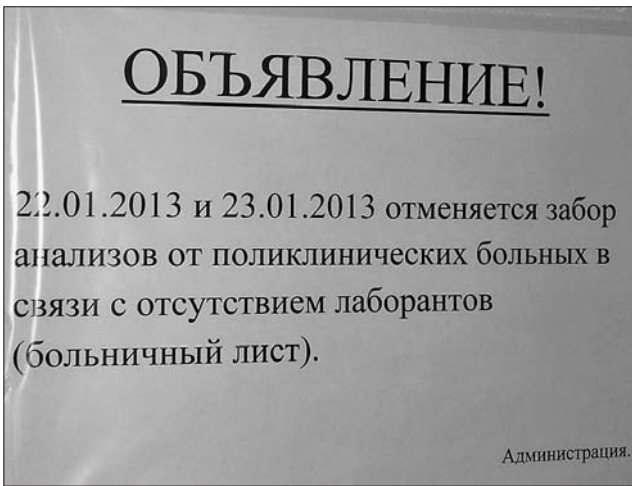 ОБЪЯВЛЕНИЕ!
22.01.2013 и 23.01.2013 отменяется забор
анализов от поликлинических больных в
связи с отсутствием лаборантов
(больничный лист).
Администрация.